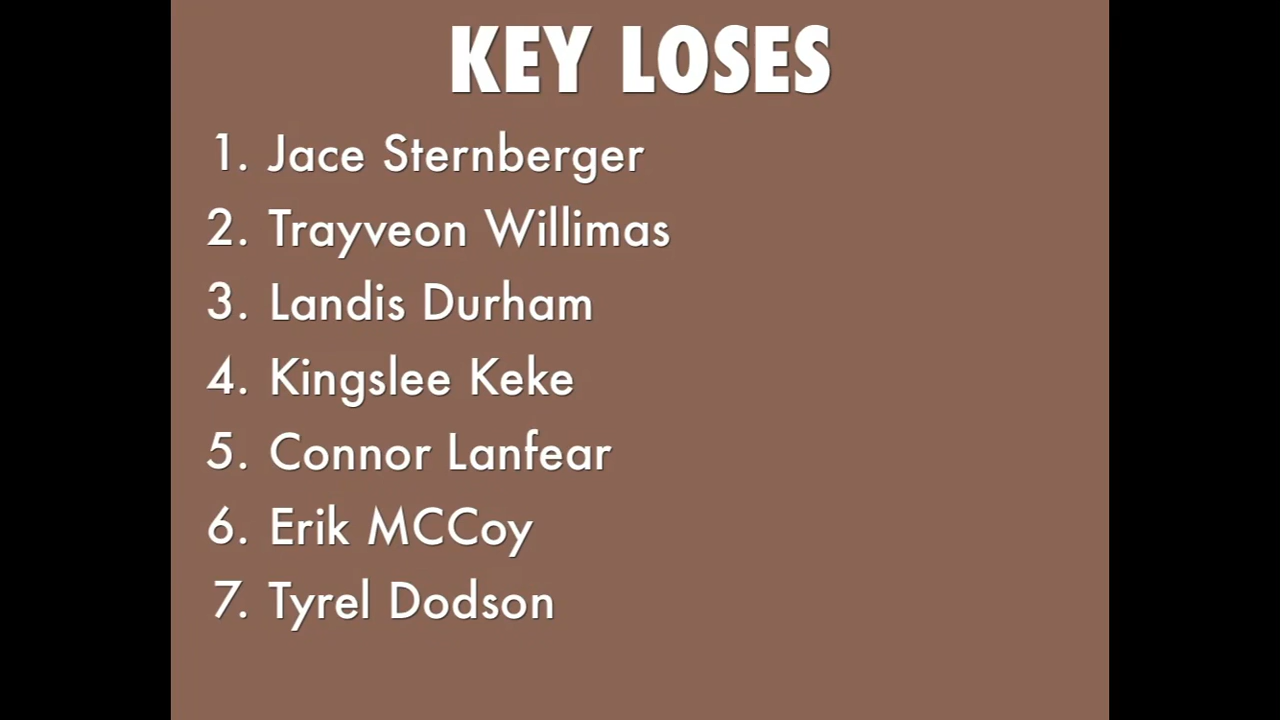 KEY LOSES
1. Jace Sternberger
2. Trayveon Willimas
3. Landis Durham
4. Kingslee Keke
5. Connor Lanfear
6. Erik MCCoy
7. Tyrel Dodson